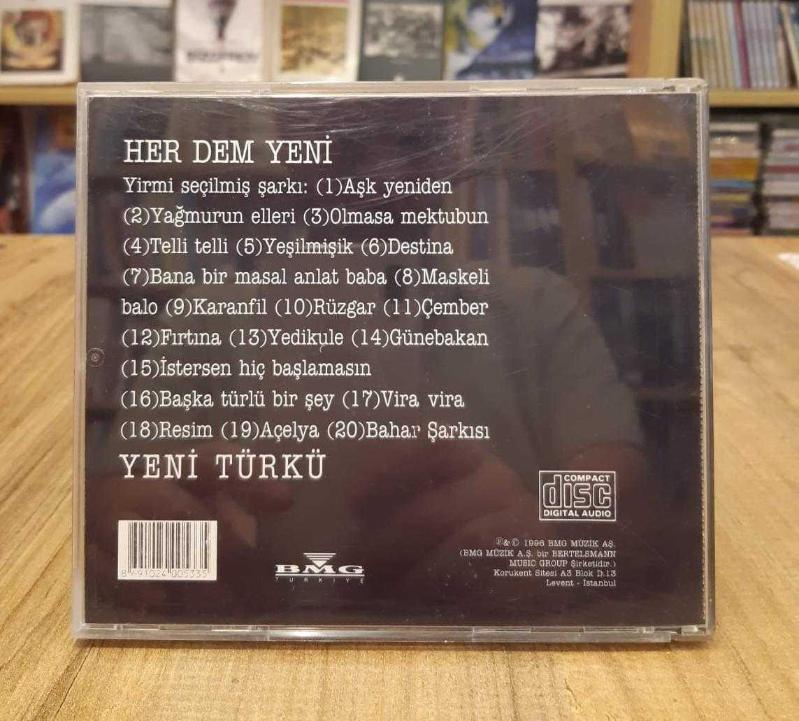 HER DEM YENİ
Yirmi seçilmiş şarkı: (1)Aşk yeniden
(2)Yağmurun elleri (3)Olmasa mektubun
(4)Telli telli (5)Yeşilmişik (6)Destina
(7)Bana bir masal anlat baba (8)Maskeli
balo (9)Karanfil (10)Rüzgar (11)Çember
(12)Fırtına (13)Yedikule (14)Günebakan
(15)İstersen hiç başlamasın
(16)Başka türlü bir şey (17)Vira vira
(18)Resim (19)Açelya (20)Bahar Şarkısı
YENİ TÜRKÜ
COMPACT
disc
DIGITAL AUDIO
BMG
TÜRKİYE
℗&© 1996 BMG MÜZİK AŞ.
(BMG MÜZİK A.Ş. bir BERTELSMANN
MUSIC GROUP Şirketidir.)
Korukent Sitesi A3 Blok D.13
Levent - İstanbul